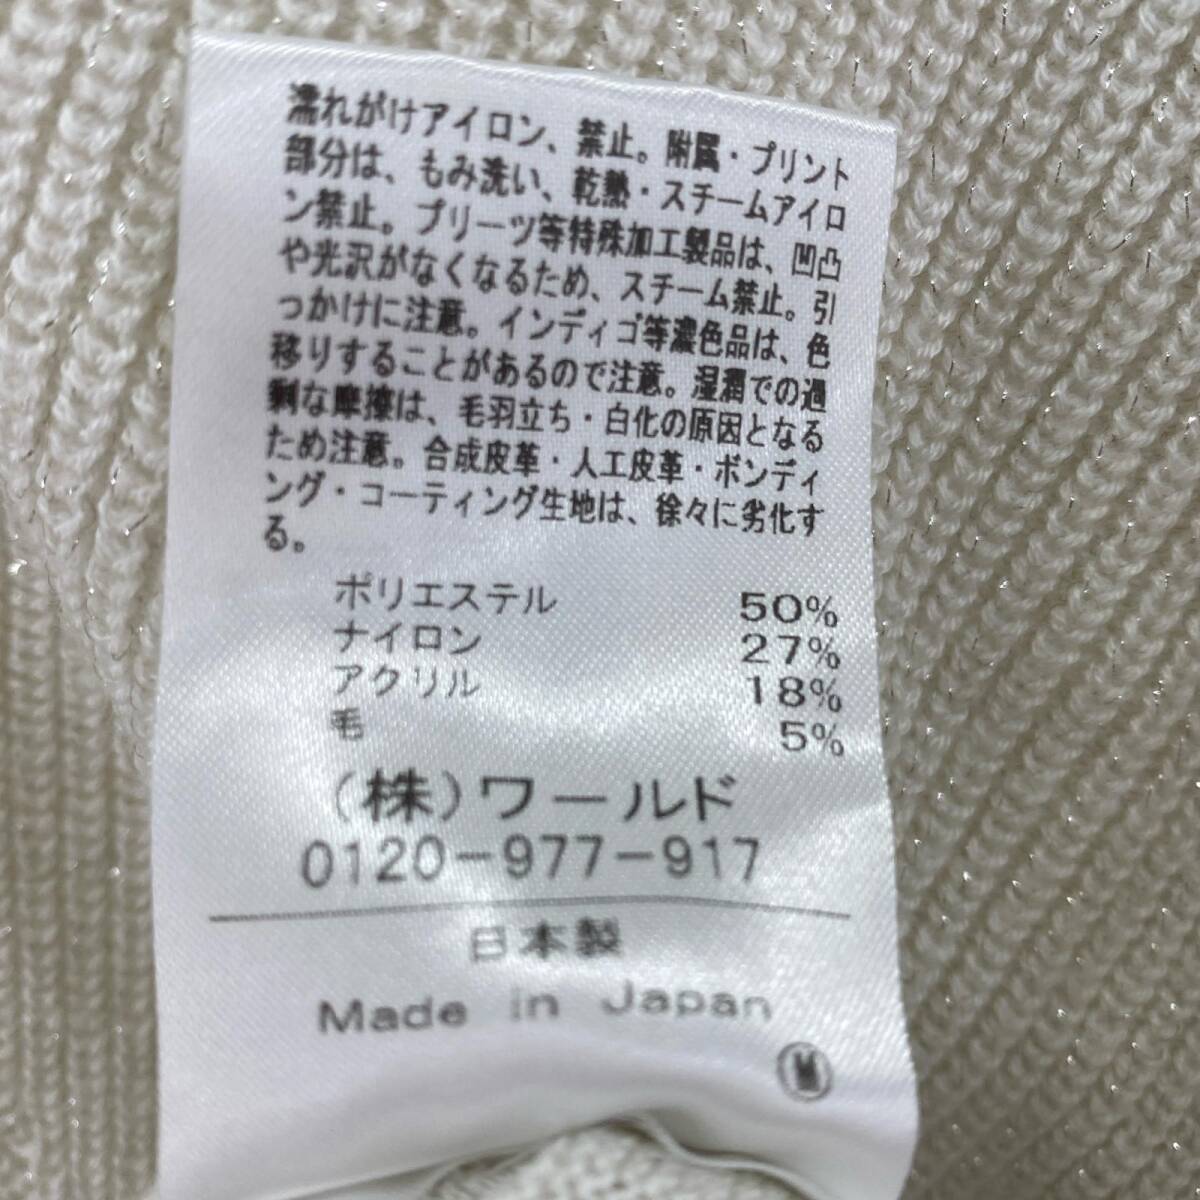 濡れがけアイロン、禁止。附属・プリント
部分は、もみ洗い、乾熱・スチームアイロ
ン禁止。プリーツ等特殊加工製品は、凹凸
や光沢がなくなるため、スチーム禁止。引
っかけに注意。インディゴ等濃色品は、色
移りすることがあるので注意。湿潤での過
剰な摩擦は、毛羽立ち・白化の原因となる
ため注意。合成皮革・人工皮革・ボンディ
ング・コーティング生地は、徐々に劣化す
る。
ポリエステル 50%
ナイロン 27%
アクリル 18%
毛 5%
(株)ワールド
0120-977-917
日本製
Made in Japan